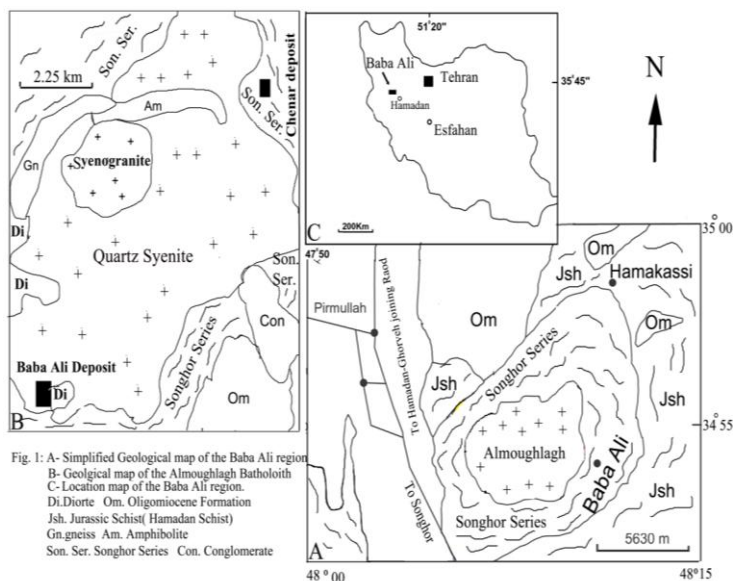 Son. Ser.
2.25 km
Am
Son. Ser.
Chenar deposit
Gn
Syenogranite
Di
Quartz Syenite
Di
Son.
Ser.
Songhor Series
Con
Baba Ali Deposit
Di
Om
B
51°20"
Baba Ali
Tehran
35°45"
Hamadan
Esfahan
200Km
C
N
47°50
35°00
Om
Jsh
Hamakassi
Pirmullah
Om
To Hamadan-Ghorveh joining Raod
Om
Songhor Series
Jsh
Jsh
34°55
Almoughlagh
Baba Ali
Jsh
To Songhor
Songhor Series
5630 m
A
48°00
48°15
Fig. 1: A- Simplified Geological map of the Baba Ali region
B- Geolgical map of the Almoughlagh Batholoith
C- Location map of the Baba Ali region.
Di.Diorte Om. Oligomiocene Formation
Jsh. Jurassic Schist( Hamadan Schist)
Gn.gneiss Am. Amphibolite
Son. Ser. Songhor Series Con. Conglomerate